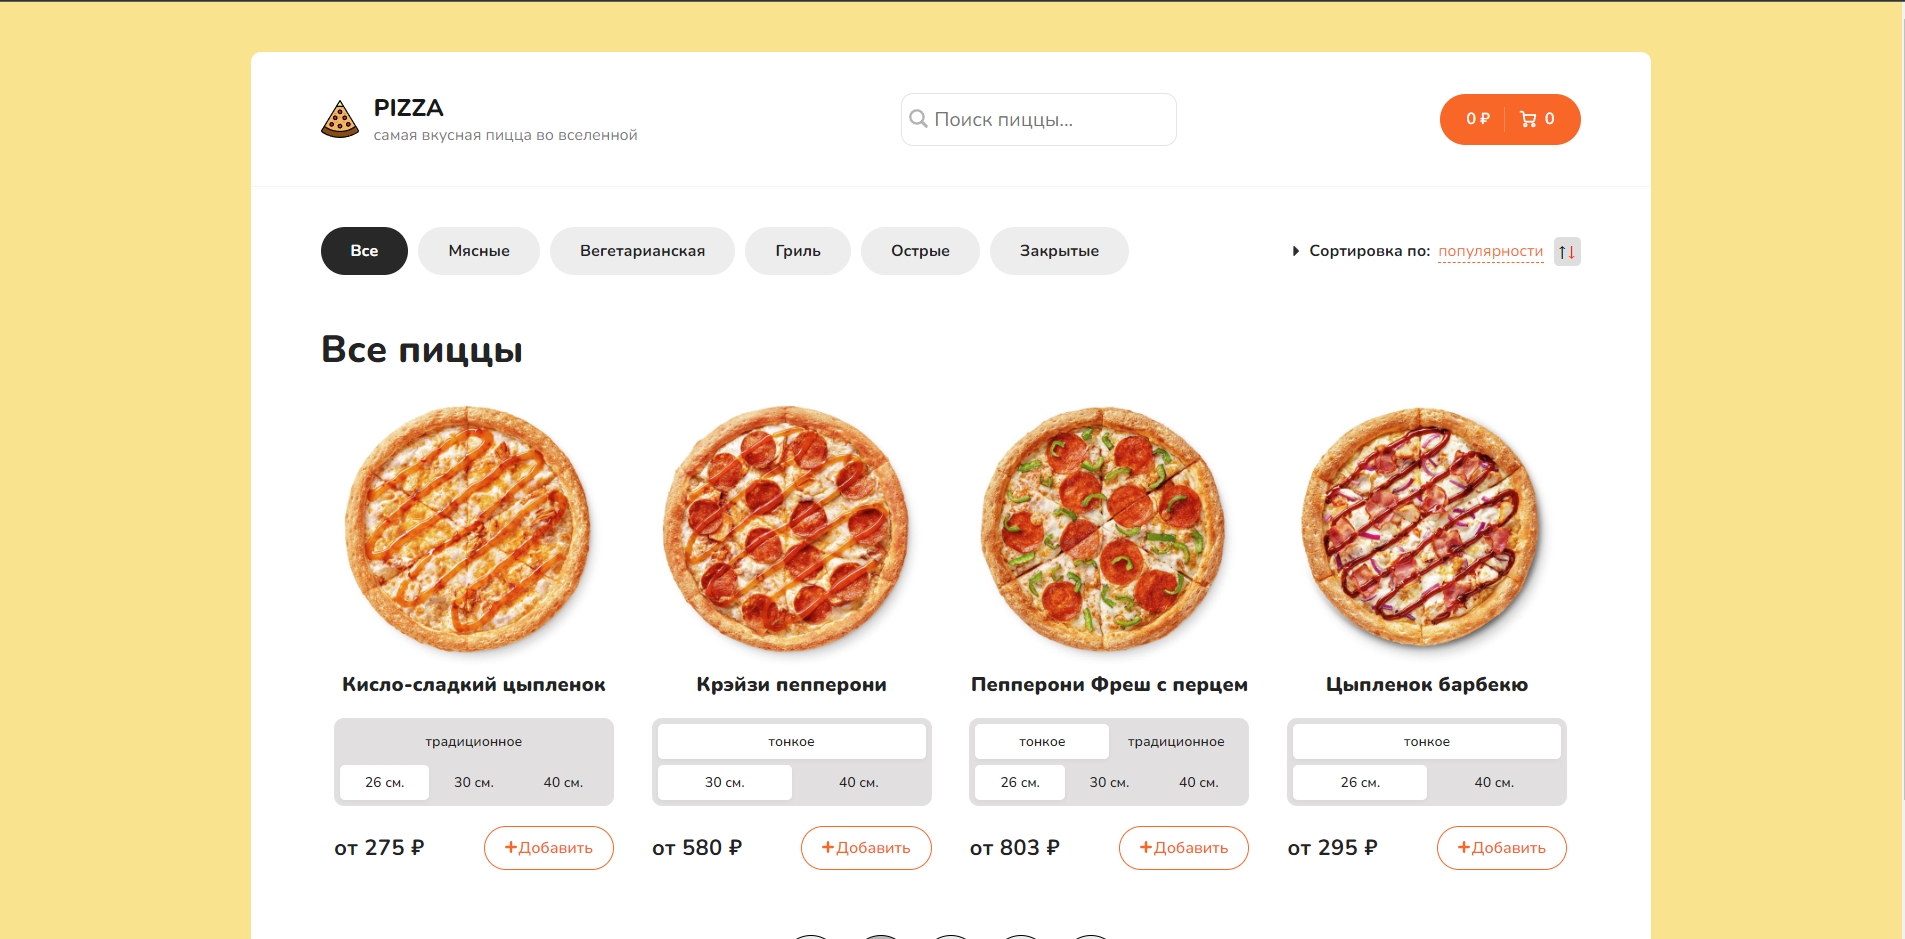 PIZZA
самая вкусная пицца во вселенной
Поиск пиццы...
0 ₽ 0
Все Мясные Вегетарианская Гриль Острые Закрытые
Сортировка по: популярности ↑↓
Все пиццы
Кисло-сладкий цыпленок
традиционное
26 см. 30 см. 40 см.
от 275 ₽ +Добавить
Крэйзи пепперони
тонкое
30 см. 40 см.
от 580 ₽ +Добавить
Пепперони Фреш с перцем
тонкое традиционное
26 см. 30 см. 40 см.
от 803 ₽ +Добавить
Цыпленок барбекю
тонкое
26 см. 40 см.
от 295 ₽ +Добавить